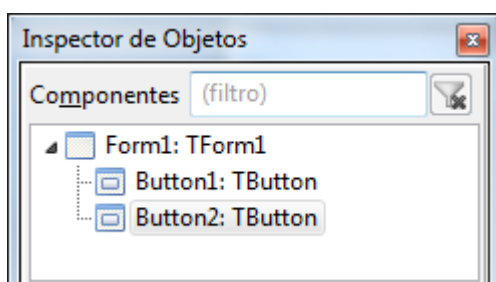 Inspector de Objetos
Componentes (filtro)
Form1: TForm1
Button1: TButton
Button2: TButton